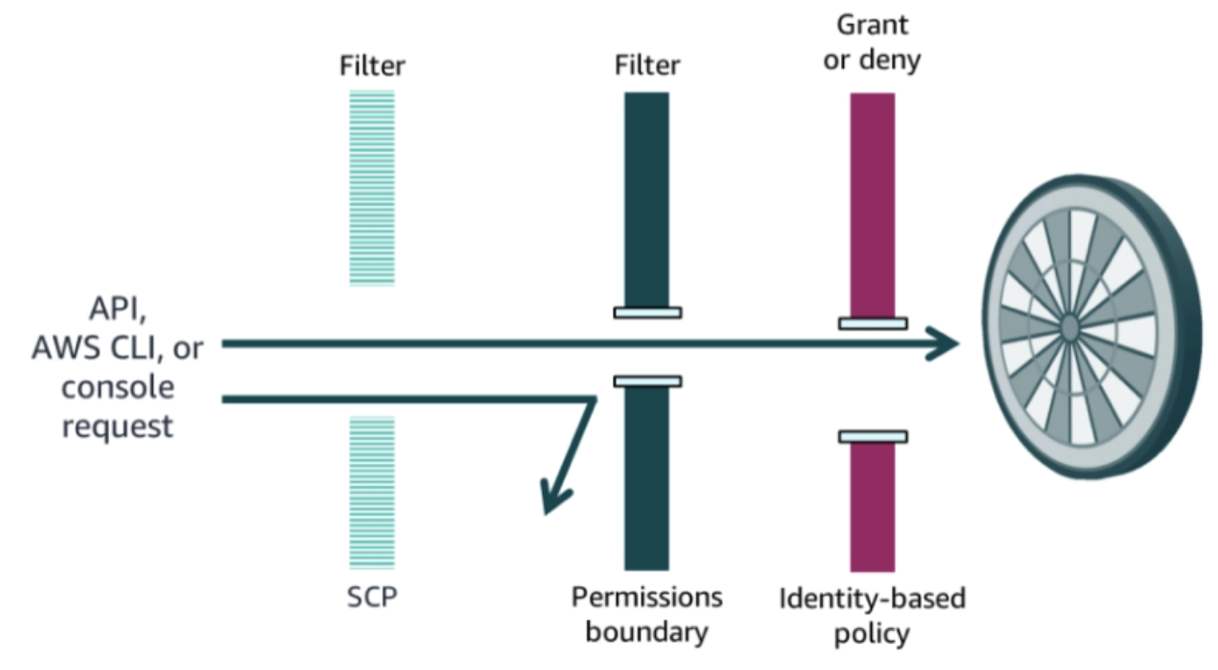 Filter
Filter
Grant
or deny
API,
AWS CLI, or
console
request
SCP
Permissions
boundary
Identity-based
policy